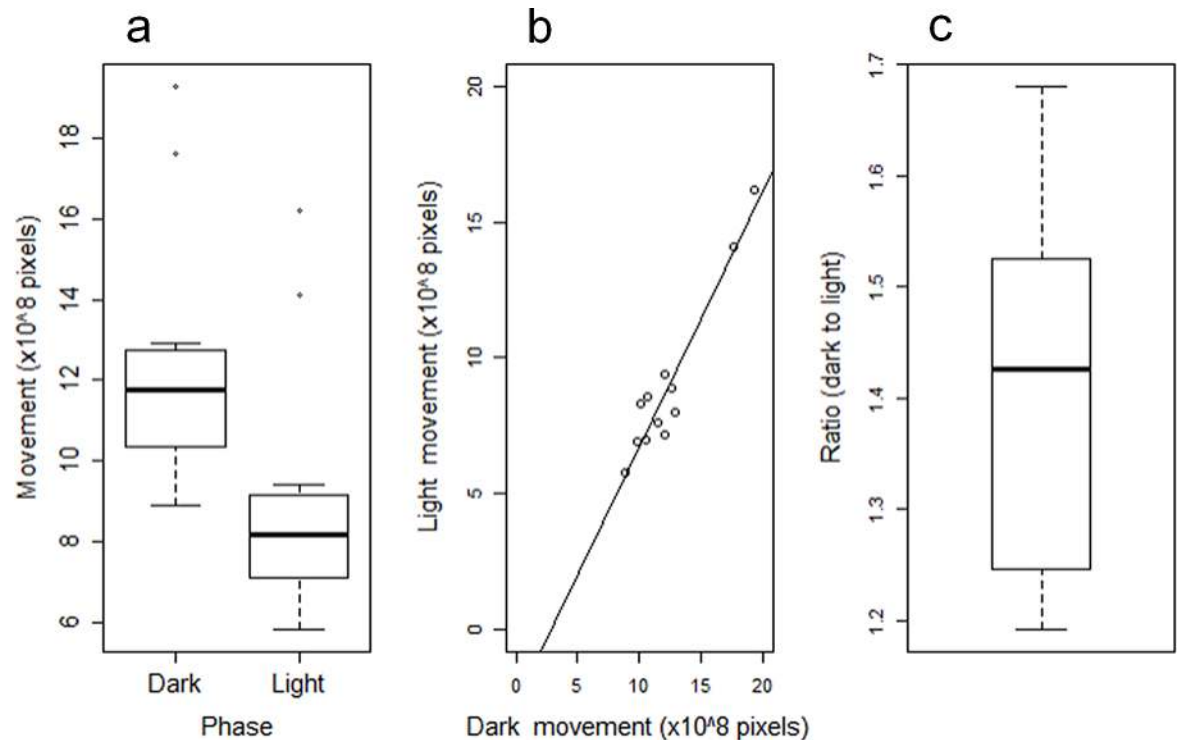 a
Movement (x10^8 pixels)
18
16
14
12
10
8
6
Dark Light
Phase
b
Light movement (x10^8 pixels)
20
15
10
5
0
0 5 10 15 20
Dark movement (x10^8 pixels)
c
Ratio (dark to light)
1.7
1.6
1.5
1.4
1.3
1.2